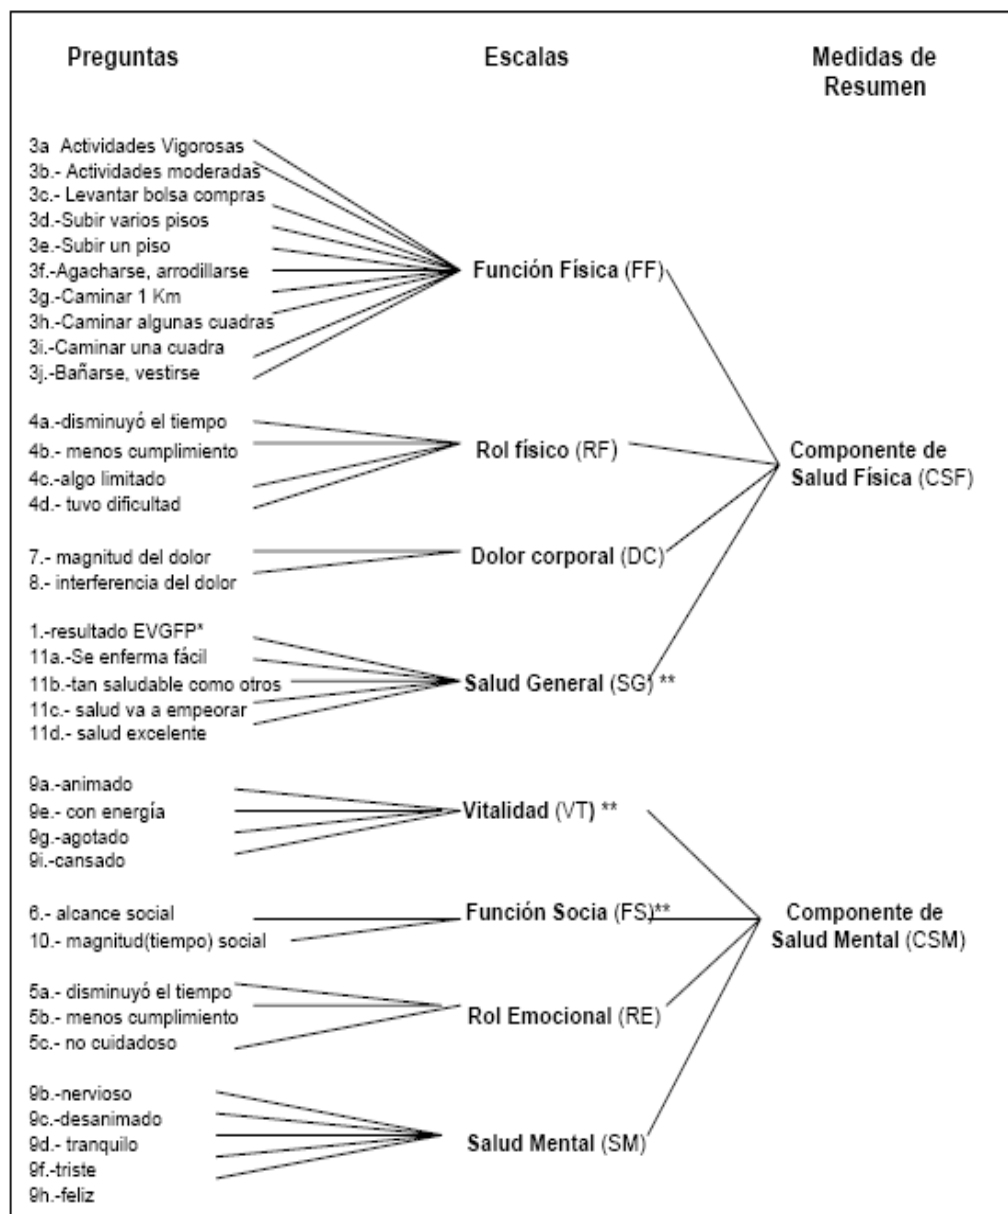 Preguntas
Escalas
Medidas de
Resumen
3a Actividades Vigorosas
3b.- Actividades moderadas
3c.- Levantar bolsa compras
3d.-Subir varios pisos
3e.-Subir un piso
3f.-Agacharse, arrodillarse
3g.-Caminar 1 Km
3h.-Caminar algunas cuadras
3i.-Caminar una cuadra
3j.-Bañarse, vestirse
Función Física (FF)
4a.-disminuyó el tiempo
4b.- menos cumplimiento
4c.-algo limitado
4d.- tuvo dificultad
Rol físico (RF)
Componente de
Salud Física (CSF)
7.- magnitud del dolor
8.- interferencia del dolor
Dolor corporal (DC)
1.-resultado EVGFP*
11a.-Se enferma fácil
11b.-tan saludable como otros
11c.- salud va a empeorar
11d.- salud excelente
Salud General (SG) **
9a.-animado
9e.- con energía
9g.-agotado
9i.-cansado
Vitalidad (VT) **
6.- alcance social
10.- magnitud(tiempo) social
Función Socia (FS)**
Componente de
Salud Mental (CSM)
5a.- disminuyó el tiempo
5b.- menos cumplimiento
5c.- no cuidadoso
Rol Emocional (RE)
9b.-nervioso
9c.-desanimado
9d.- tranquilo
9f.-triste
9h.-feliz
Salud Mental (SM)